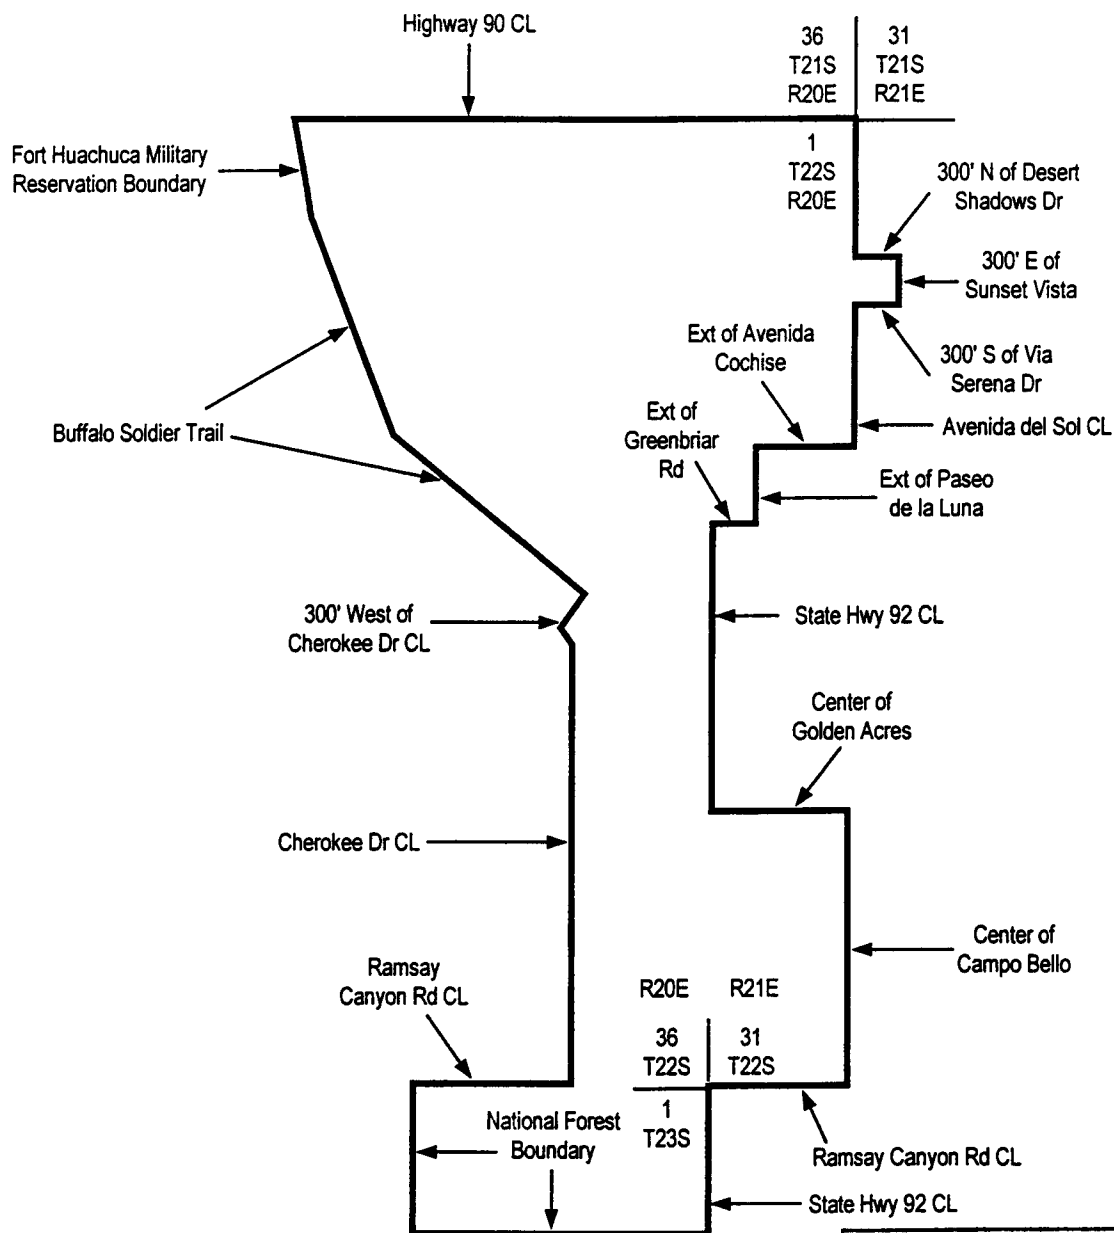 Highway 90 CL
36
T21S
R20E
31
T21S
R21E
Fort Huachuca Military
Reservation Boundary
1
T22S
R20E
300' N of Desert
Shadows Dr
300' E of
Sunset Vista
Ext of Avenida
Cochise
300' S of Via
Serena Dr
Buffalo Soldier Trail
Ext of
Greenbriar
Rd
Avenida del Sol CL
Ext of Paseo
de la Luna
300' West of
Cherokee Dr CL
State Hwy 92 CL
Center of
Golden Acres
Cherokee Dr CL
Center of
Campo Bello
Ramsay
Canyon Rd CL
R20E
R21E
36
T22S
31
T22S
National Forest
Boundary
1
T23S
Ramsay Canyon Rd CL
State Hwy 92 CL